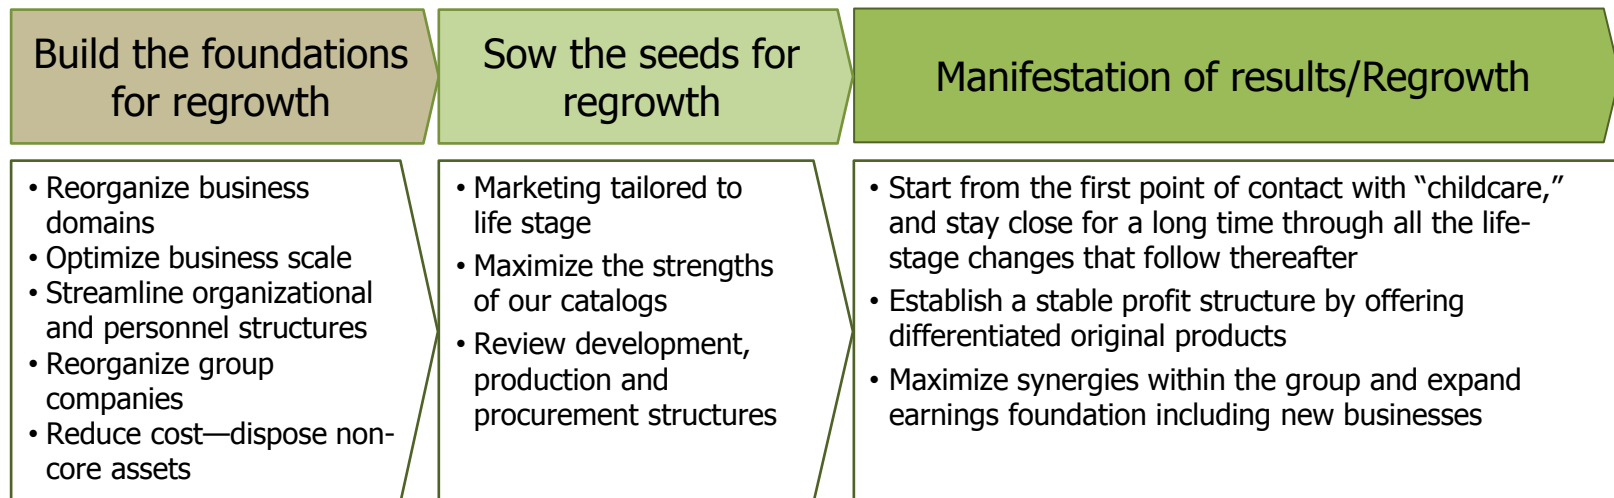 Build the foundations
for regrowth
Sow the seeds for
regrowth
Manifestation of results/Regrowth
• Reorganize business
domains
• Optimize business scale
• Streamline organizational
and personnel structures
• Reorganize group
companies
• Reduce cost—dispose non-
core assets
• Marketing tailored to
life stage
• Maximize the strengths
of our catalogs
• Review development,
production and
procurement structures
• Start from the first point of contact with “childcare,”
and stay close for a long time through all the life-
stage changes that follow thereafter
• Establish a stable profit structure by offering
differentiated original products
• Maximize synergies within the group and expand
earnings foundation including new businesses